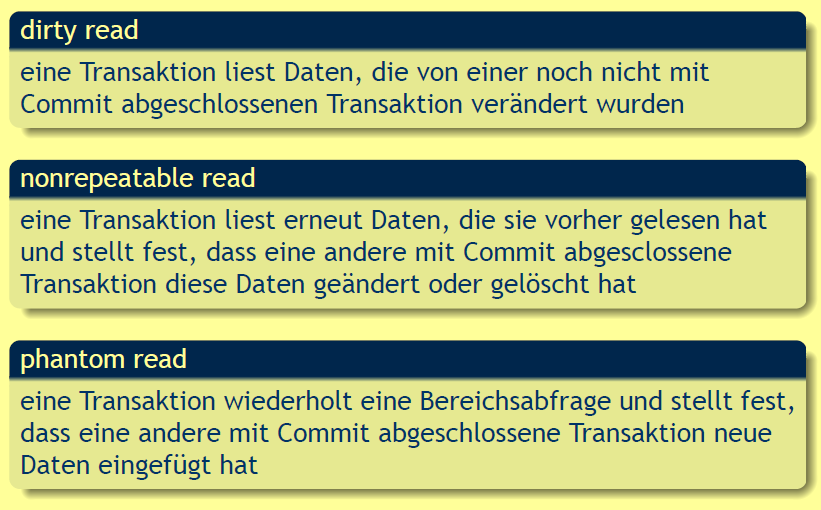 dirty read
eine Transaktion liest Daten, die von einer noch nicht mit
Commit abgeschlossenen Transaktion verändert wurden
nonrepeatable read
eine Transaktion liest erneut Daten, die sie vorher gelesen hat
und stellt fest, dass eine andere mit Commit abgesclossene
Transaktion diese Daten geändert oder gelöscht hat
phantom read
eine Transaktion wiederholt eine Bereichsabfrage und stellt fest,
dass eine andere mit Commit abgeschlossene Transaktion neue
Daten eingefügt hat